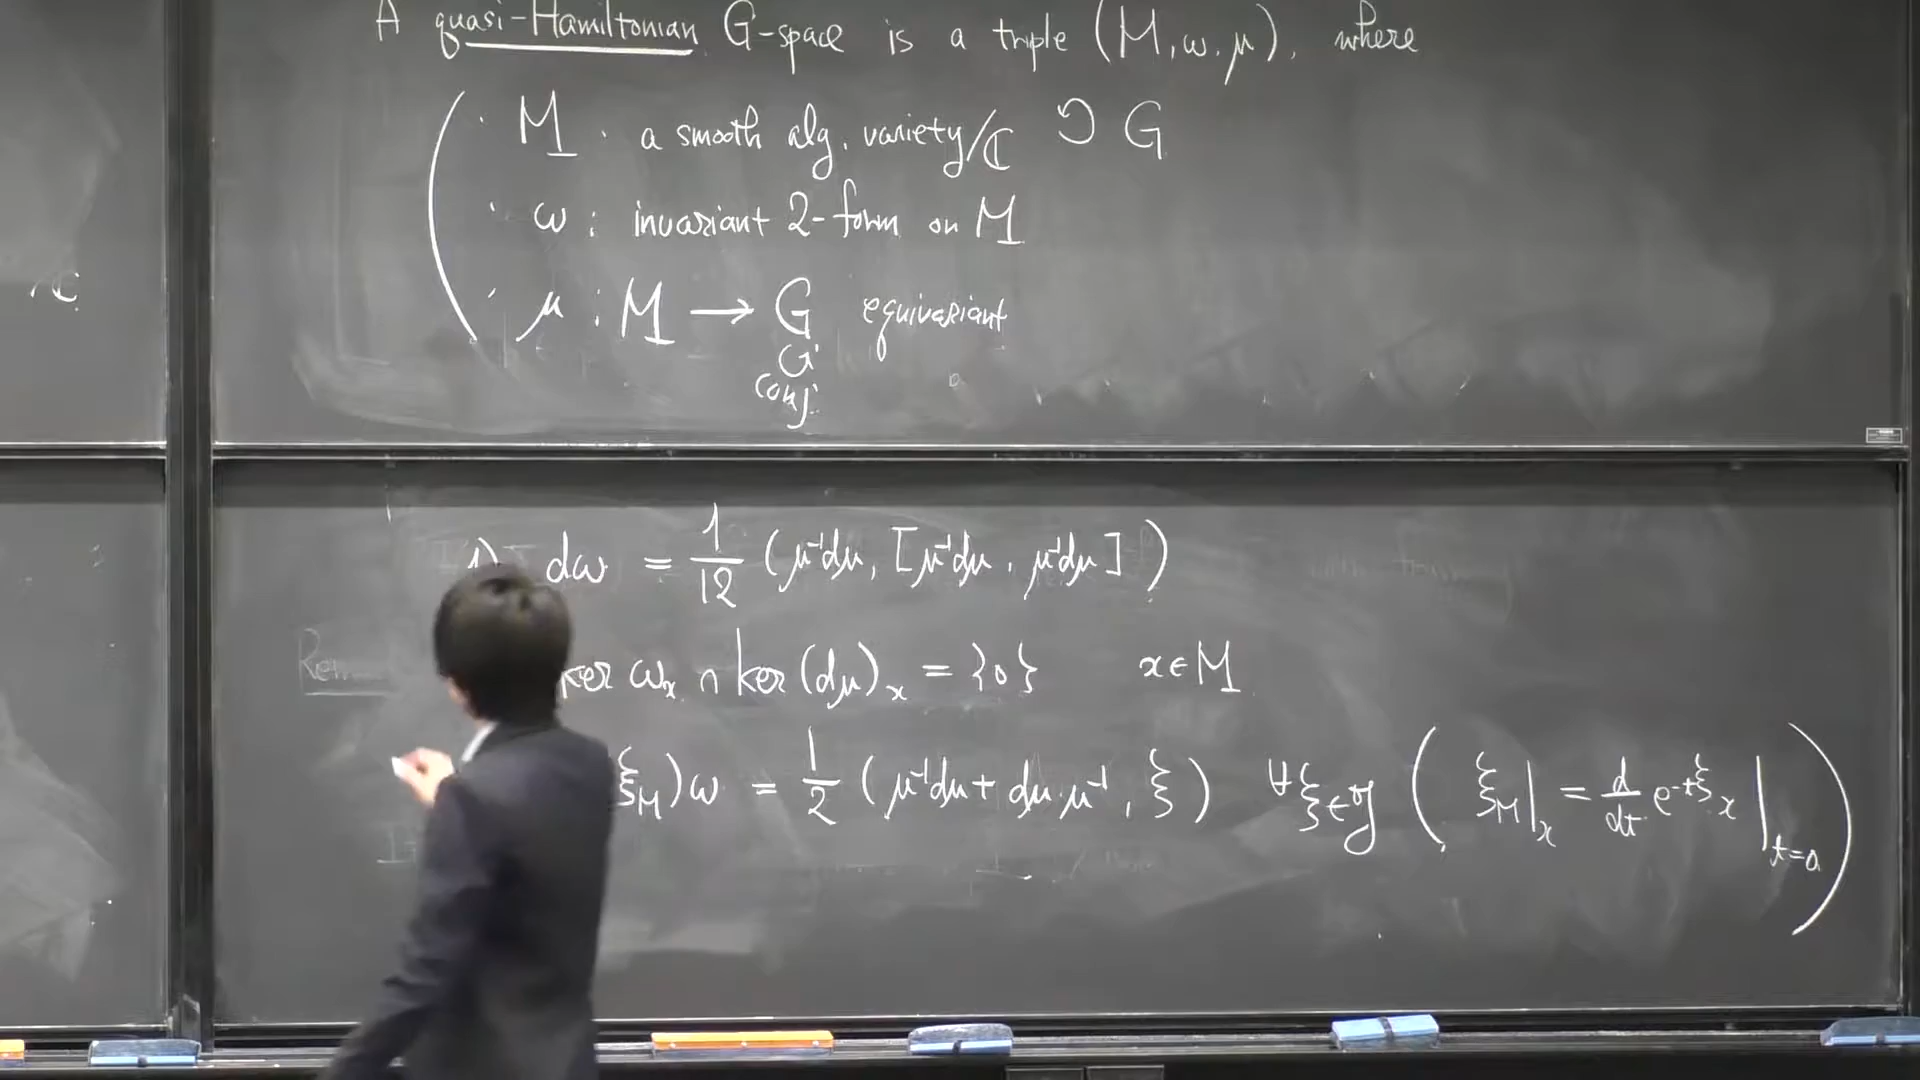 A quasi-Hamiltonian G-space is a triple (M, ω, μ), where
· M · a smooth alg. variety/ℂ ↻ G
· ω : invariant 2-form on M
· μ : M → G equivariant
conj.
1) dω = 1/12 (μ⁻¹dμ, [μ⁻¹dμ, μ⁻¹dμ])
ker ωₓ ∩ ker (dμ)ₓ = {0} x ∈ M
ξ_M)ω = 1/2 (μ⁻¹dμ + dμ·μ⁻¹, ξ) ∀ξ∈𝔤 ( ξ_M|ₓ = d/dt e^{-tξ} x |_{t=0} )